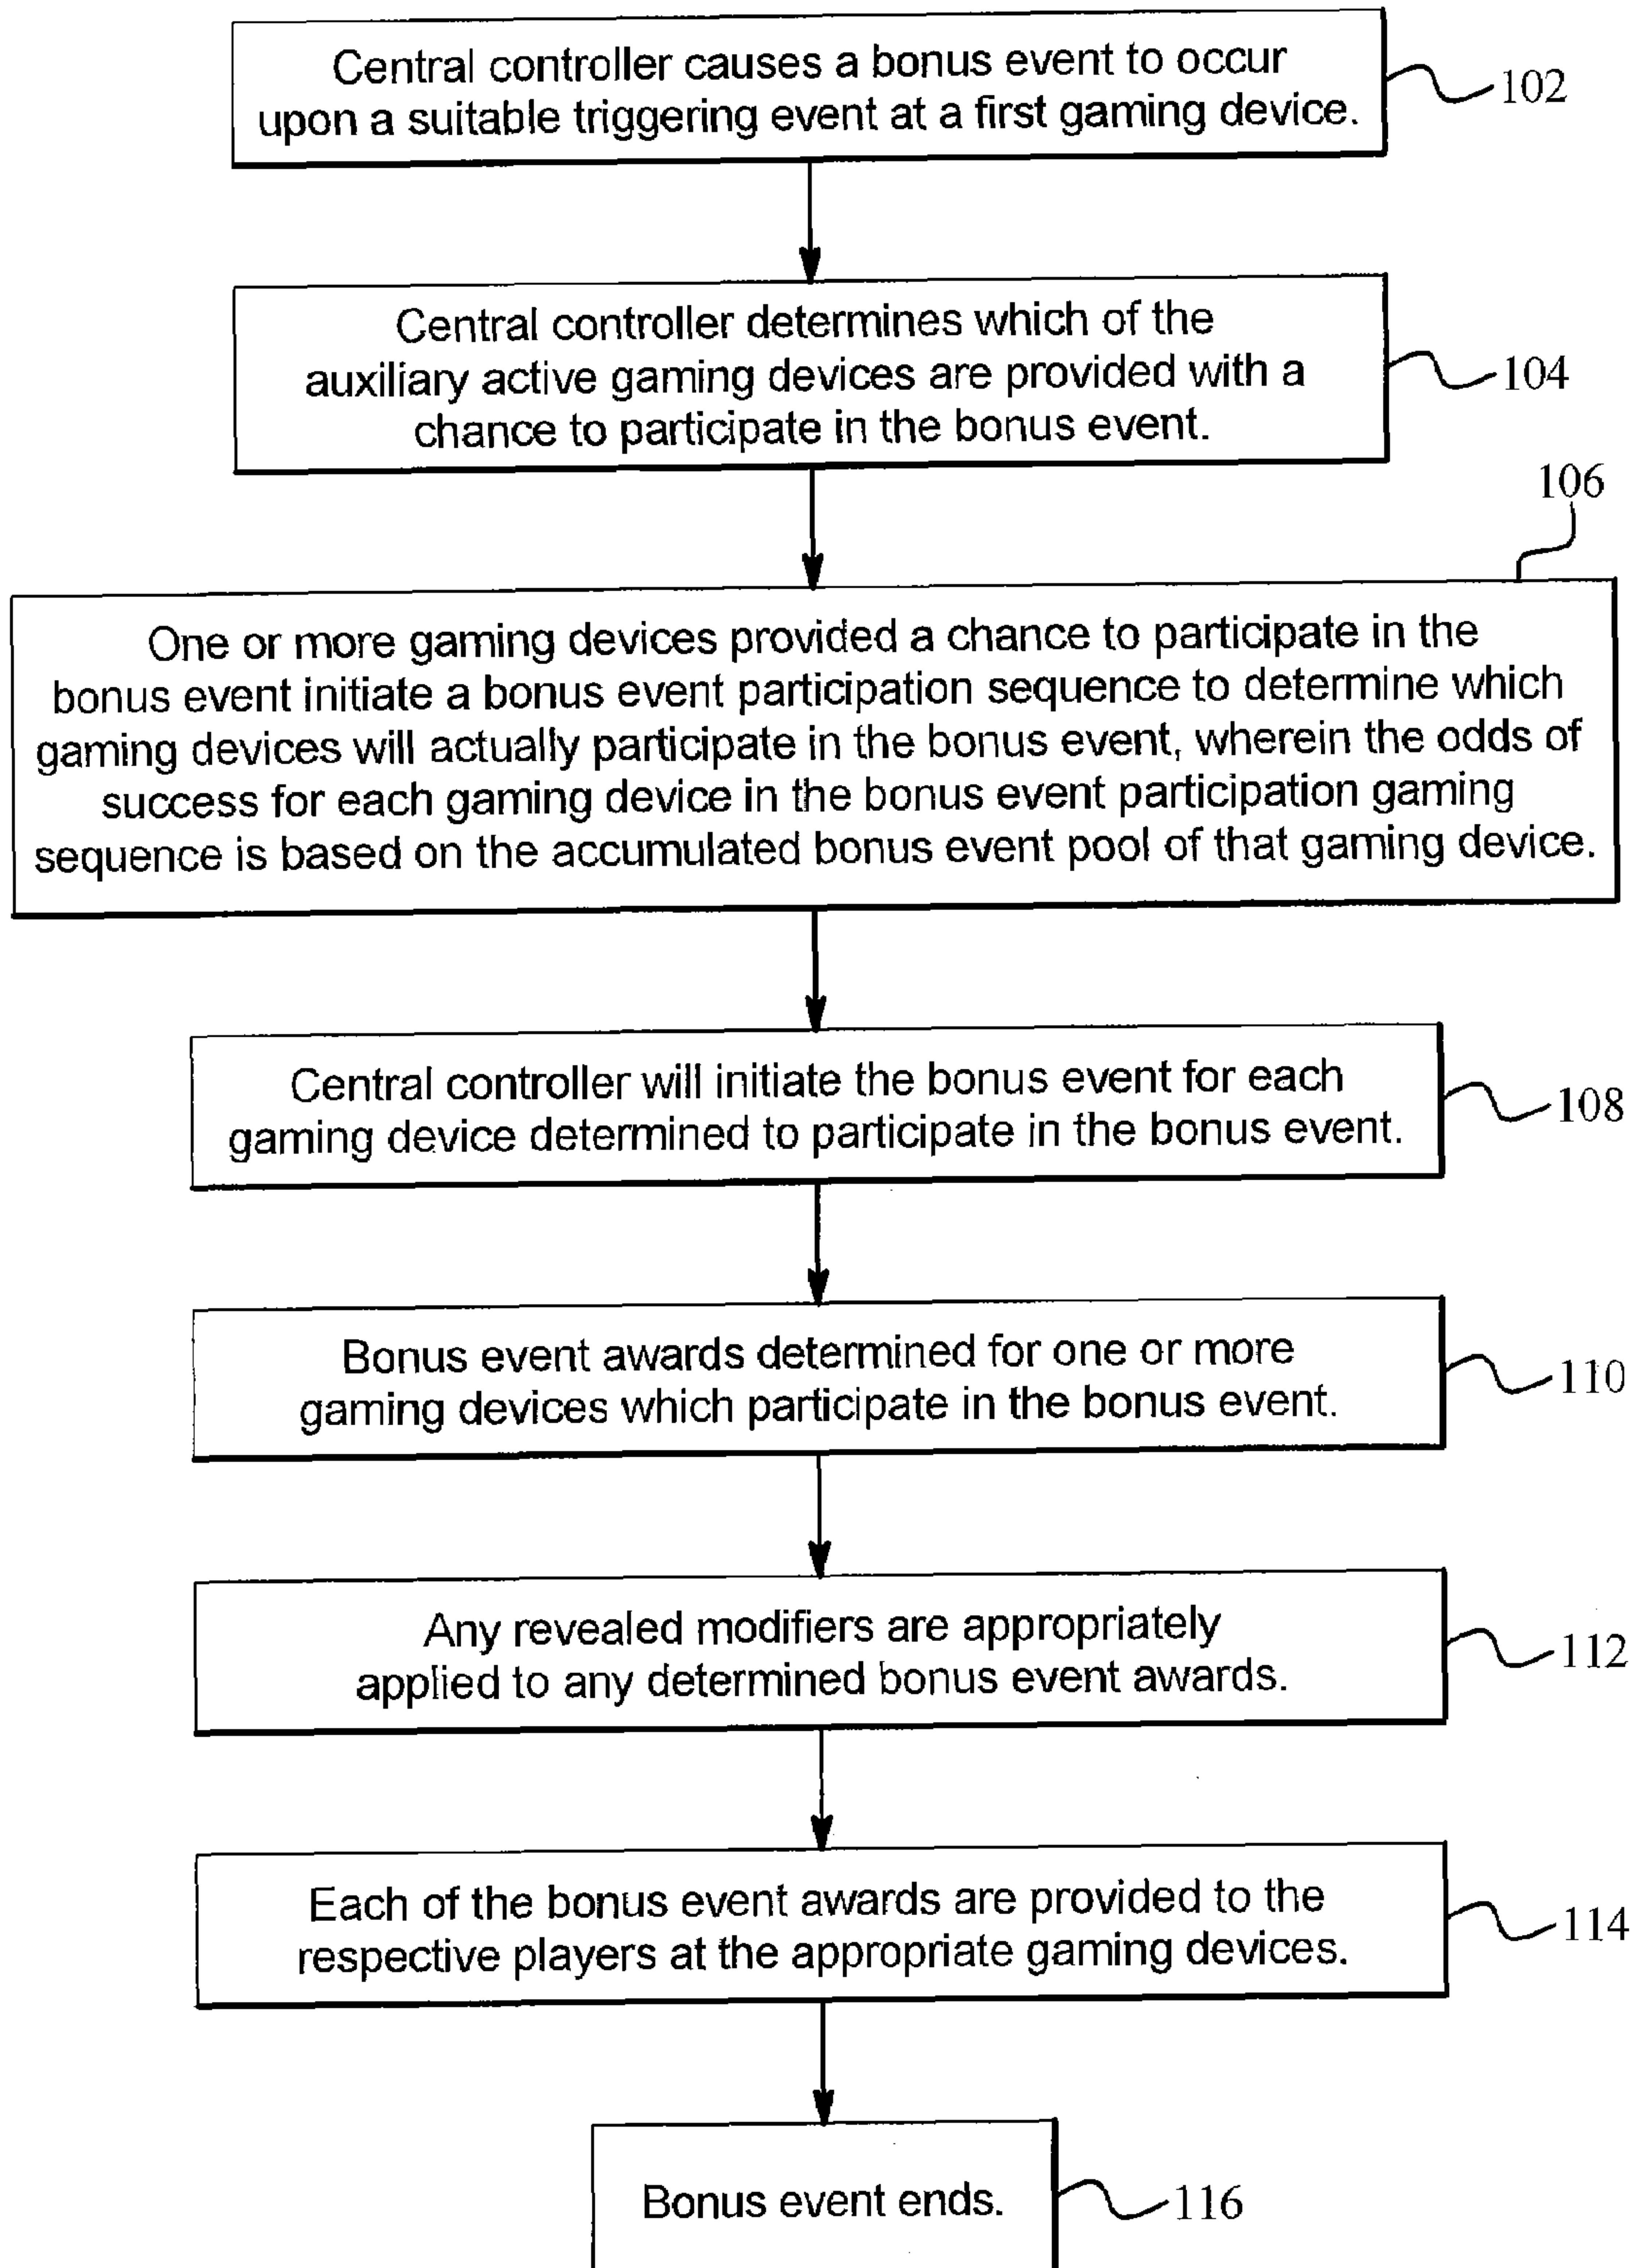 Central controller causes a bonus event to occur
upon a suitable triggering event at a first gaming device.
102
Central controller determines which of the
auxiliary active gaming devices are provided with a
chance to participate in the bonus event.
104
106
One or more gaming devices provided a chance to participate in the
bonus event initiate a bonus event participation sequence to determine which
gaming devices will actually participate in the bonus event, wherein the odds of
success for each gaming device in the bonus event participation gaming
sequence is based on the accumulated bonus event pool of that gaming device.
Central controller will initiate the bonus event for each
gaming device determined to participate in the bonus event.
108
Bonus event awards determined for one or more
gaming devices which participate in the bonus event.
110
Any revealed modifiers are appropriately
applied to any determined bonus event awards.
112
Each of the bonus event awards are provided to the
respective players at the appropriate gaming devices.
114
Bonus event ends.
116